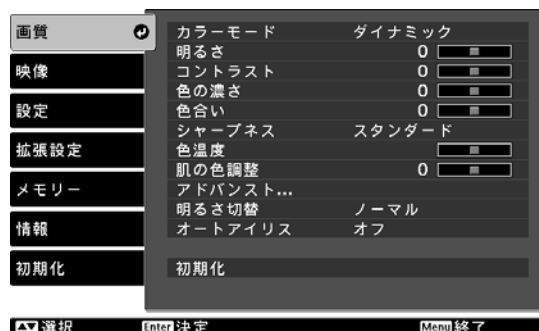 画質
映像
設定
拡張設定
メモリー
情報
初期化
カラーモード ダイナミック
明るさ 0
コントラスト 0
色の濃さ 0
色合い 0
シャープネス スタンダード
色温度
肌の色調整 0
アドバンスト...
明るさ切替 ノーマル
オートアイリス オフ
初期化
選択 Enter 決定 Menu 終了